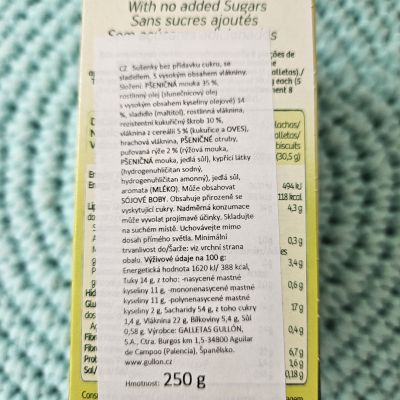 With no added Sugars
Sans sucres ajoutés
CZ Sušenky bez přídavku cukru, se
sladidlem. S vysokým obsahem vlákniny.
Složení: PŠENIČNÁ mouka 35 %,
rostlinný olej (slunečnicový olej
s vysokým obsahem kyseliny olejové) 14
%, sladidlo (maltitol), rostlinná vláknina,
rezistentní kukuřičný škrob 10 %,
vláknina z cereálií 5 % (kukuřice a OVES),
hrachová vláknina, PŠENIČNÉ otruby,
pufovaná rýže 2 % (rýžová mouka,
PŠENIČNÁ mouka, jedlá sůl), kypřící látky
(hydrogenuhličitan sodný,
hydrogenuhličitan amonný), jedlá sůl,
aromata (MLÉKO). Může obsahovat
SÓJOVÉ BOBY. Obsahuje přirozeně se
vyskytující cukry. Nadměrná konzumace
může vyvolat projímavé účinky. Skladujte
na suchém místě. Uchovávejte mimo
dosah přímého světla. Minimální
trvanlivost do/Šarže: viz vrchní strana
obalu. Výživové údaje na 100 g:
Energetická hodnota 1620 kJ/ 388 kcal,
Tuky 14 g, z toho: -nasycené mastné
kyseliny 11 g, -mononenasycené mastné
kyseliny 11 g, -polynenasycené mastné
kyseliny 2 g, Sacharidy 54 g, z toho cukry
1,4 g, Vláknina 22 g, Bílkoviny 5,4 g, Sůl
0,58 g. Výrobce: GALLETAS GULLÓN,
S.A., Ctra. Burgos km 1,5-34800 Aguilar
de Campoo (Palencia), Španělsko.
www.gullon.cz
Hmotnost: 250 g
biscuits
(30,5 g)
494 kJ
118 kcal
4,3 g
0,3 g
3,4 g
0,6 g
17 g
0,4 g
6,7 g
1,6 g
0,18 g